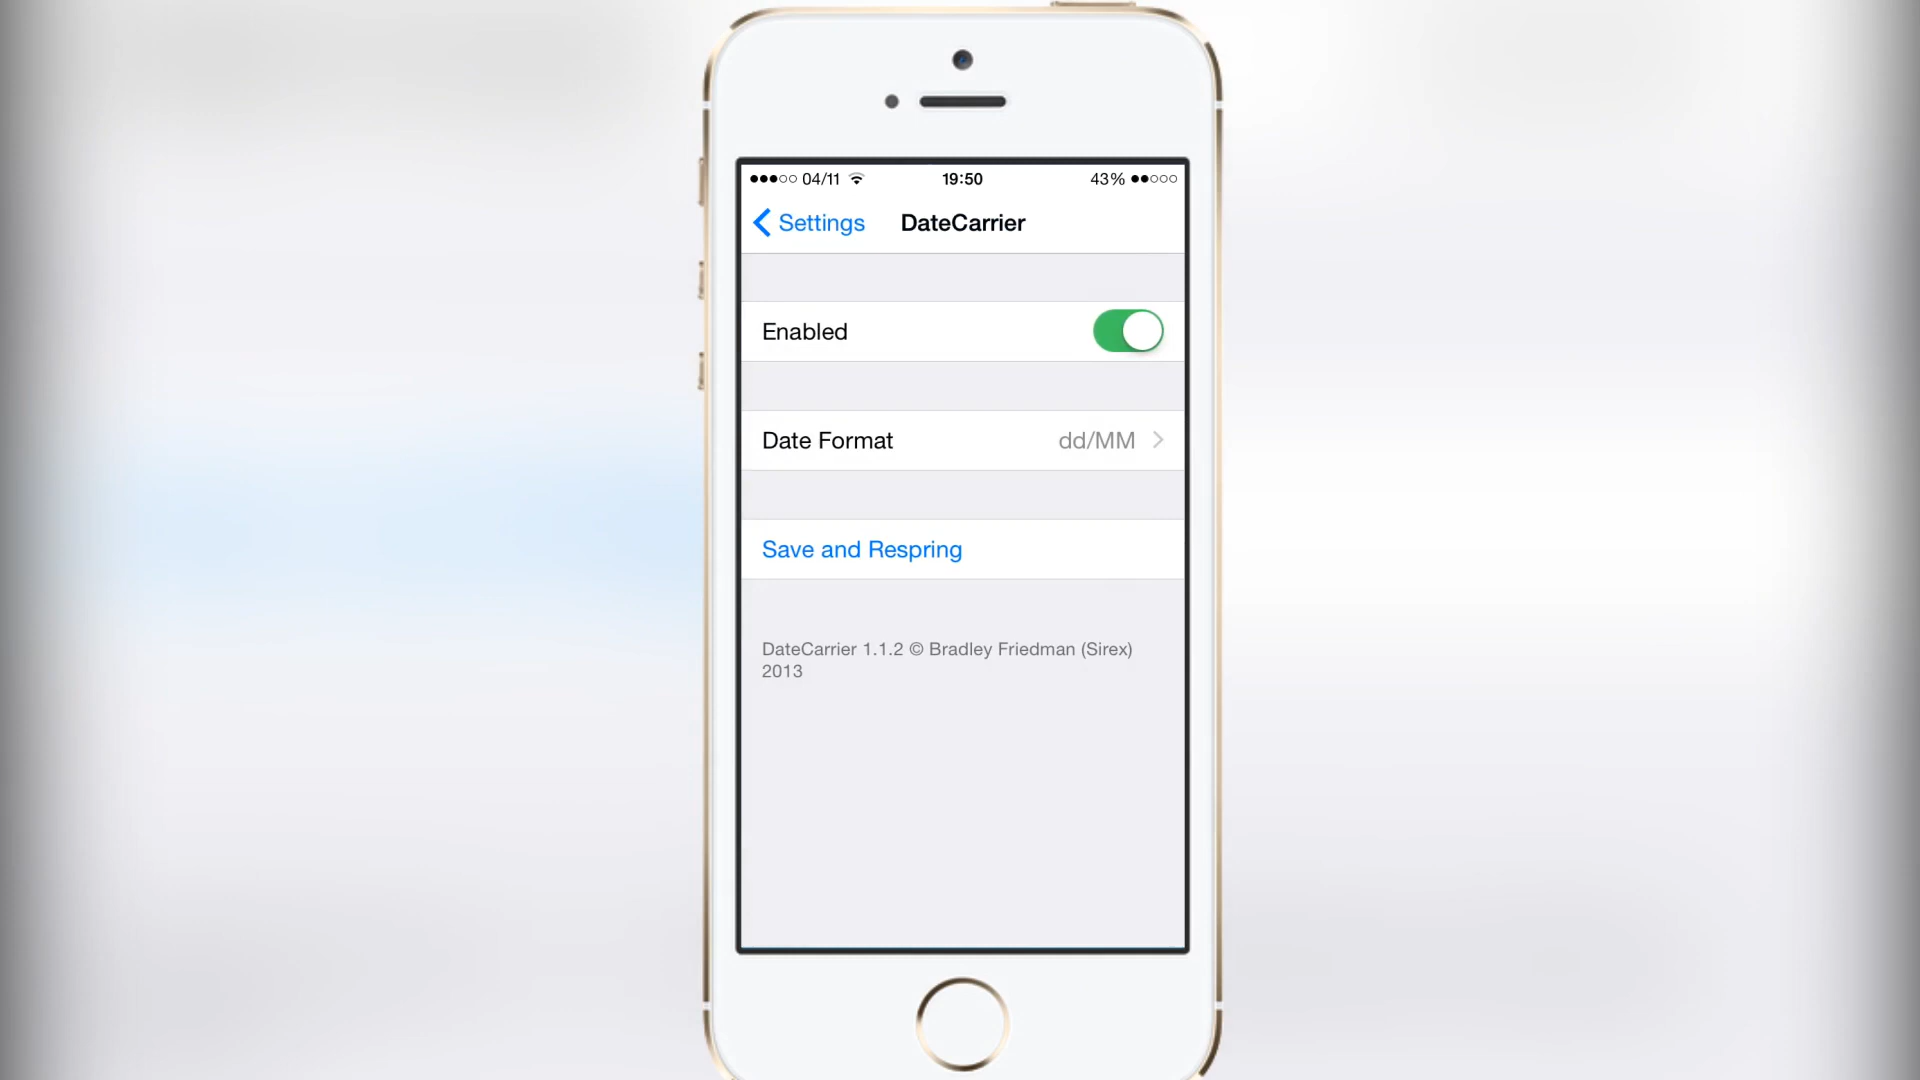 04/11 19:50 43%
Settings DateCarrier
Enabled
Date Format dd/MM
Save and Respring
DateCarrier 1.1.2 © Bradley Friedman (Sirex)
2013